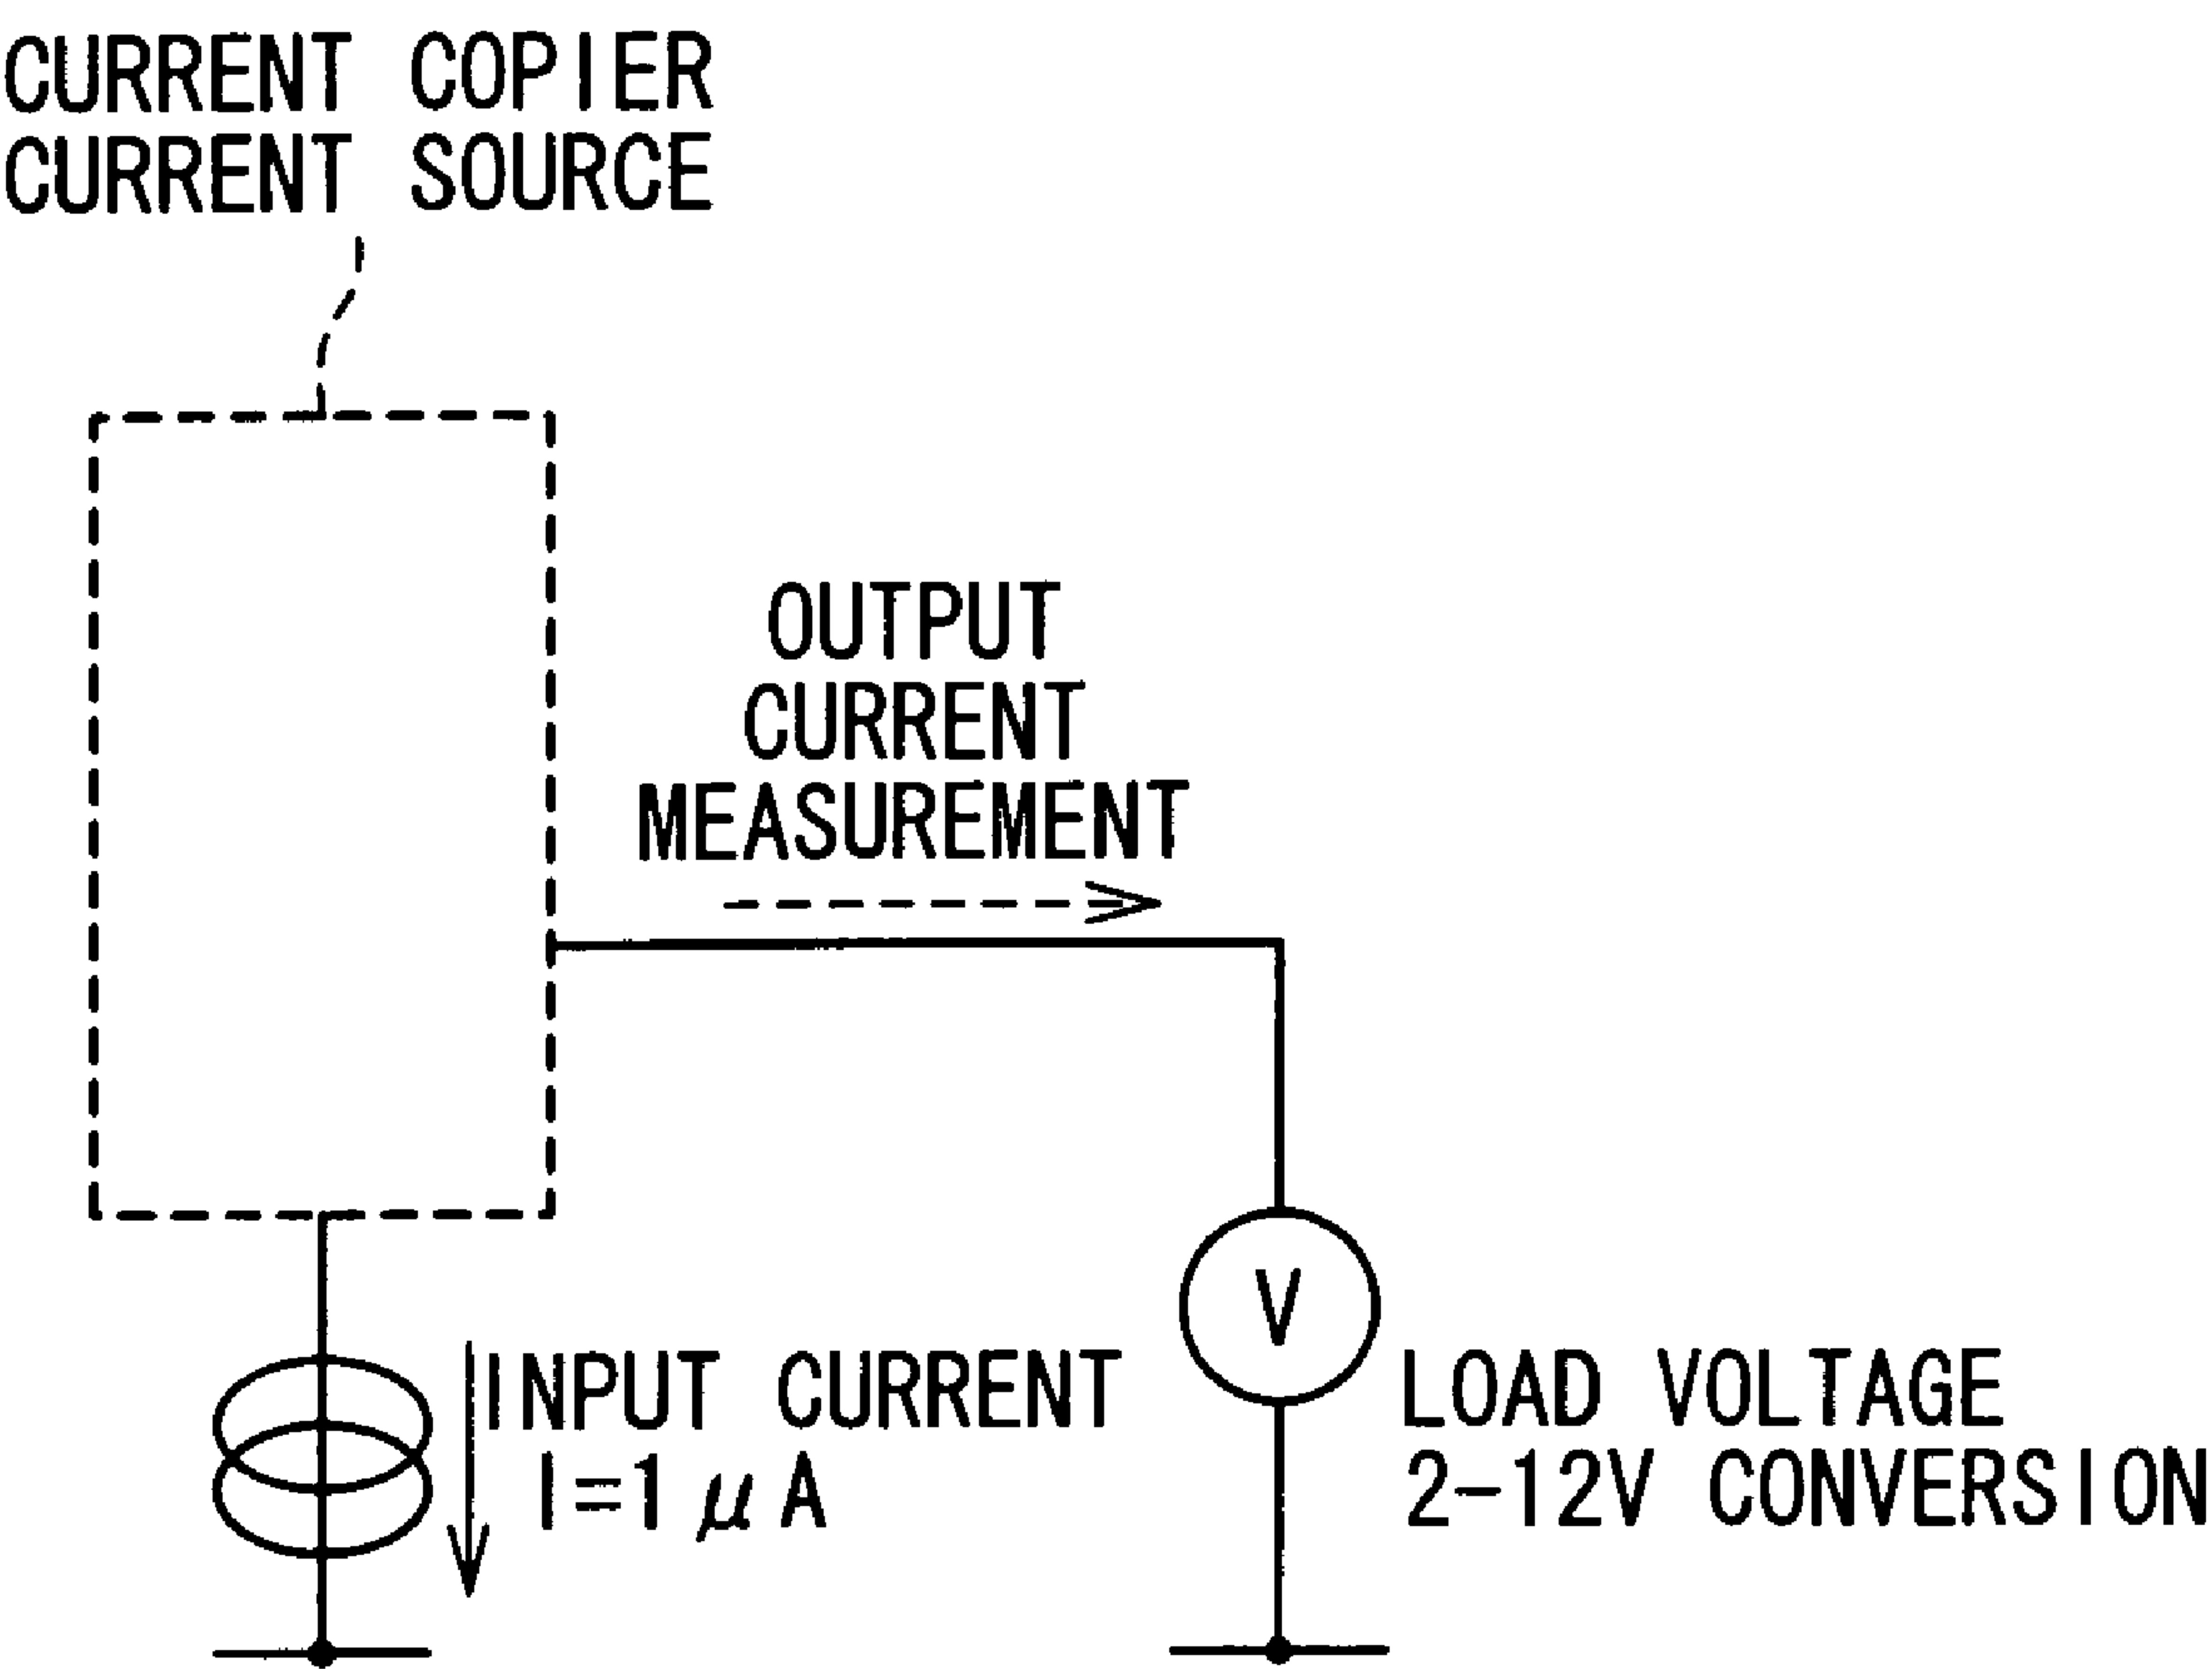 CURRENT COPIER
CURRENT SOURCE
OUTPUT
CURRENT
MEASUREMENT
V
INPUT CURRENT
I=1μA
LOAD VOLTAGE
2-12V CONVERSION